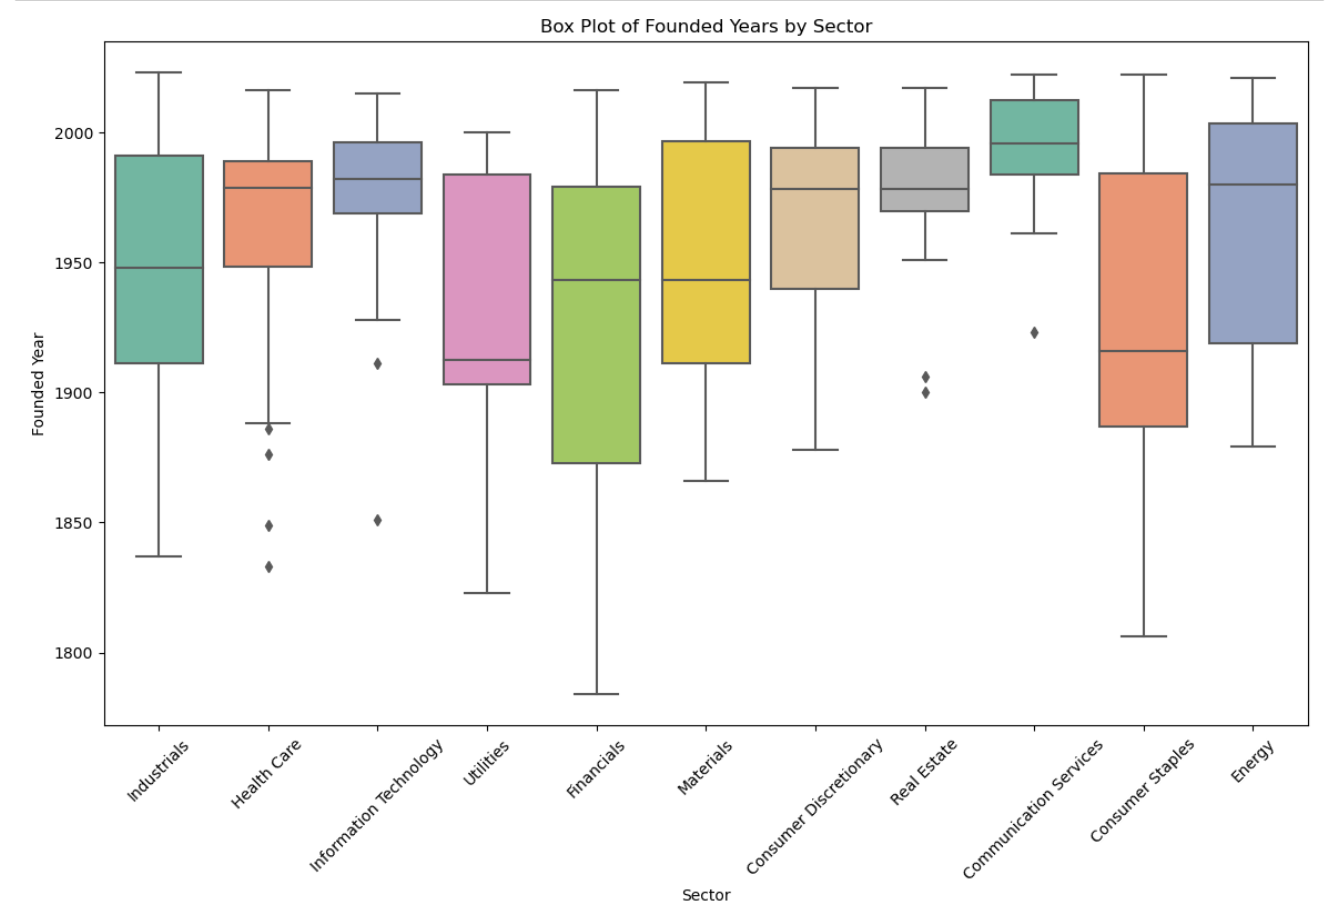 Box Plot of Founded Years by Sector
2000
1950
1900
1850
1800
Founded Year
Industrials
Health Care
Information Technology
Utilities
Financials
Materials
Consumer Discretionary
Real Estate
Communication Services
Consumer Staples
Energy
Sector